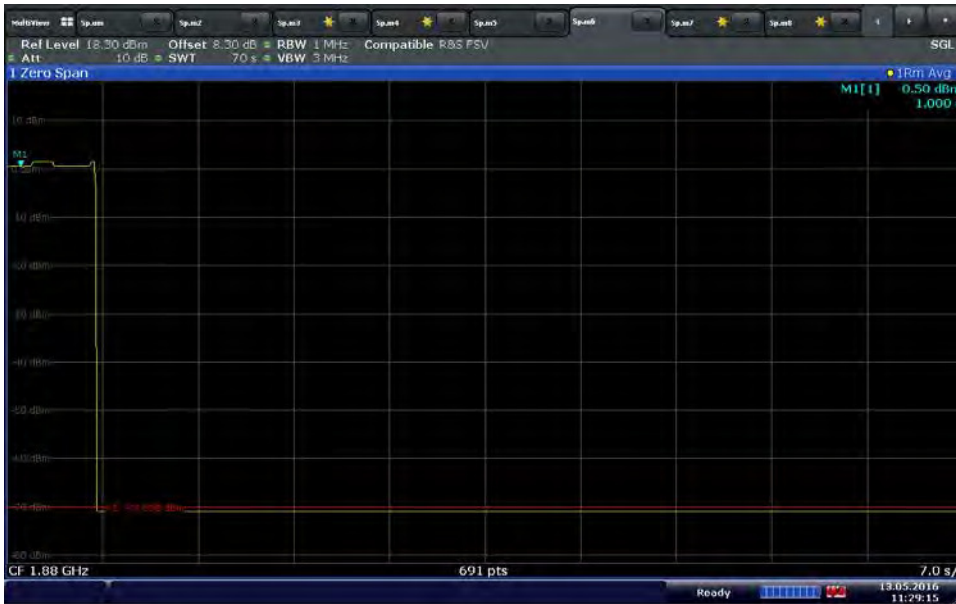 MultiView Sp.um Sp.m2 Sp.m3 Sp.m4 Sp.m5 Sp.m6 Sp.m7 Sp.m8
Ref Level 18.30 dBm Offset 8.30 dB RBW 1 MHz Compatible R&S FSV SGL
Att 10 dB SWT 70 s VBW 3 MHz
1 Zero Span 1Rm Avg
M1[1] 0.50 dBm
1.000
10 dBm
M1
0 dBm
-10 dBm
-20 dBm
-30 dBm
-40 dBm
-50 dBm
-60 dBm
-70 dBm
-80 dBm
CF 1.88 GHz 691 pts 7.0 s/
Ready 13.05.2016
11:29:15